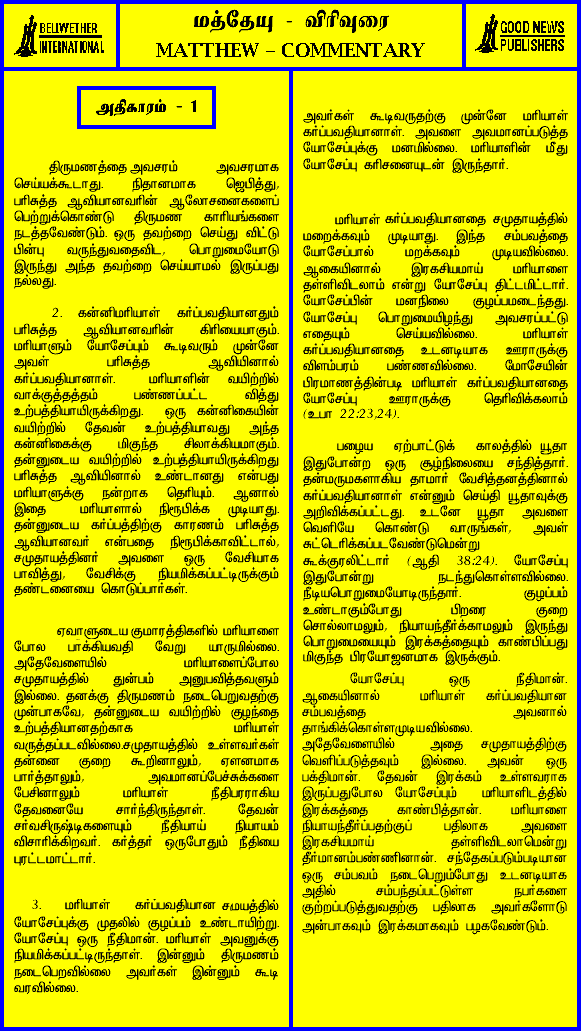 BELLWETHER
INTERNATIONAL
மத்தேயு - விரிவுரை
MATTHEW – COMMENTARY
GOOD NEWS
PUBLISHERS
அதிகாரம் - 1
திருமணத்தை அவசரம் அவசரமாக
செய்யக்கூடாது. நிதானமாக ஜெபித்து,
பரிசுத்த ஆவியானவரின் ஆலோசனைகளைப்
பெற்றுக்கொண்டு திருமண காரியங்களை
நடத்தவேண்டும். ஒரு தவற்றை செய்து விட்டு
பின்பு வருந்துவதைவிட, பொறுமையோடு
இருந்து அந்த தவற்றை செய்யாமல் இருப்பது
நல்லது.
2. கன்னிமரியாள் கர்ப்பவதியானதும்
பரிசுத்த ஆவியானவரின் கிரியையாகும்.
மரியாளும் யோசேப்பும் கூடிவரும் முன்னே
அவள் பரிசுத்த ஆவியினால்
கர்ப்பவதியானாள். மரியாளின் வயிற்றில்
வாக்குத்தத்தம் பண்ணப்பட்ட வித்து
உற்பத்தியாயிருக்கிறது. ஒரு கன்னிகையின்
வயிற்றில் தேவன் உற்பத்தியாவது அந்த
கன்னிகைக்கு மிகுந்த சிலாக்கியமாகும்.
தன்னுடைய வயிற்றில் உற்பத்தியாயிருக்கிறது
பரிசுத்த ஆவியினால் உண்டானது என்பது
மரியாளுக்கு நன்றாக தெரியும். ஆனால்
இதை மரியாளால் நிரூபிக்க முடியாது.
தன்னுடைய கர்ப்பத்திற்கு காரணம் பரிசுத்த
ஆவியானவர் என்பதை நிரூபிக்காவிட்டால்,
சமுதாயத்தினர் அவளை ஒரு வேசியாக
பாவித்து, வேசிக்கு நியமிக்கப்பட்டிருக்கும்
தண்டனையை கொடுப்பார்கள்.
ஏவாளுடைய குமாரத்திகளில் மரியாளை
போல பாக்கியவதி வேறு யாருமில்லை.
அதேவேளையில் மரியாளைப்போல
சமுதாயத்தில் துன்பம் அனுபவித்தவளும்
இல்லை. தனக்கு திருமணம் நடைபெறுவதற்கு
முன்பாகவே, தன்னுடைய வயிற்றில் குழந்தை
உற்பத்தியானதற்காக மரியாள்
வருத்தப்படவில்லை.சமுதாயத்தில் உள்ளவர்கள்
தன்னை குறை கூறினாலும், ஏளனமாக
பார்த்தாலும், அவமானப்பேச்சுக்களை
பேசினாலும் மரியாள் நீதிபரராகிய
தேவனையே சார்ந்திருந்தாள். தேவன்
சர்வசிருஷ்டிகளையும் நீதியாய் நியாயம்
விசாரிக்கிறவர். கர்த்தர் ஒருபோதும் நீதியை
புரட்டமாட்டார்.
3. மரியாள் கர்ப்பவதியான சமயத்தில்
யோசேப்புக்கு முதலில் குழப்பம் உண்டாயிற்று.
யோசேப்பு ஒரு நீதிமான். மரியாள் அவனுக்கு
நியமிக்கப்பட்டிருந்தாள். இன்னும் திருமணம்
நடைபெறவில்லை அவர்கள் இன்னும் கூடி
வரவில்லை.
அவர்கள் கூடிவருதற்கு முன்னே மரியாள்
கர்ப்பவதியானாள். அவளை அவமானப்படுத்த
யோசேப்புக்கு மனமில்லை. மரியாளின் மீது
யோசேப்பு கரிசனையுடன் இருந்தார்.
மரியாள் கர்ப்பவதியானதை சமுதாயத்தில்
மறைக்கவும் முடியாது. இந்த சம்பவத்தை
யோசேப்பால் மறக்கவும் முடியவில்லை.
ஆகையினால் இரகசியமாய் மரியாளை
தள்ளிவிடலாம் என்று யோசேப்பு திட்டமிட்டார்.
யோசேப்பின் மனநிலை குழப்பமடைந்தது.
யோசேப்பு பொறுமையிழந்து அவசரப்பட்டு
எதையும் செய்யவில்லை. மரியாள்
கர்ப்பவதியானதை உடனடியாக ஊராருக்கு
விளம்பரம் பண்ணவில்லை. மோசேயின்
பிரமாணத்தின்படி மரியாள் கர்ப்பவதியானதை
யோசேப்பு ஊராருக்கு தெரிவிக்கலாம்
(உபா 22:23,24).
பழைய ஏற்பாட்டுக் காலத்தில் யூதா
இதுபோன்ற ஒரு சூழ்நிலையை சந்தித்தார்.
தன்மருமகளாகிய தாமார் வேசித்தனத்தினால்
கர்ப்பவதியானாள் என்னும் செய்தி யூதாவுக்கு
அறிவிக்கப்பட்டது. உடனே யூதா அவளை
வெளியே கொண்டு வாருங்கள், அவள்
சுட்டெரிக்கப்படவேண்டுமென்று
கூக்குரலிட்டார் (ஆதி 38:24). யோசேப்பு
இதுபோன்று நடந்துகொள்ளவில்லை.
நீடியபொறுமையோடிருந்தார். குழப்பம்
உண்டாகும்போது பிறரை குறை
சொல்லாமலும், நியாயந்தீர்க்காமலும் இருந்து
பொறுமையையும் இரக்கத்தையும் காண்பிப்பது
மிகுந்த பிரயோஜனமாக இருக்கும்.
யோசேப்பு ஒரு நீதிமான்.
ஆகையினால் மரியாள் கர்ப்பவதியான
சம்பவத்தை அவனால்
தாங்கிக்கொள்ளமுடியவில்லை.
அதேவேளையில் அதை சமுதாயத்திற்கு
வெளிப்படுத்தவும் இல்லை. அவன் ஒரு
பக்திமான். தேவன் இரக்கம் உள்ளவராக
இருப்பதுபோல யோசேப்பும் மரியாளிடத்தில்
இரக்கத்தை காண்பித்தான். மரியாளை
நியாயந்தீர்ப்பதற்குப் பதிலாக அவளை
இரகசியமாய் தள்ளிவிடலாமென்று
தீர்மானம்பண்ணினான். சந்தேகப்படும்படியான
ஒரு சம்பவம் நடைபெறும்போது உடனடியாக
அதில் சம்பந்தப்பட்டுள்ள நபர்களை
குற்றப்படுத்துவதற்கு பதிலாக அவர்களோடு
அன்பாகவும் இரக்கமாகவும் பழகவேண்டும்.